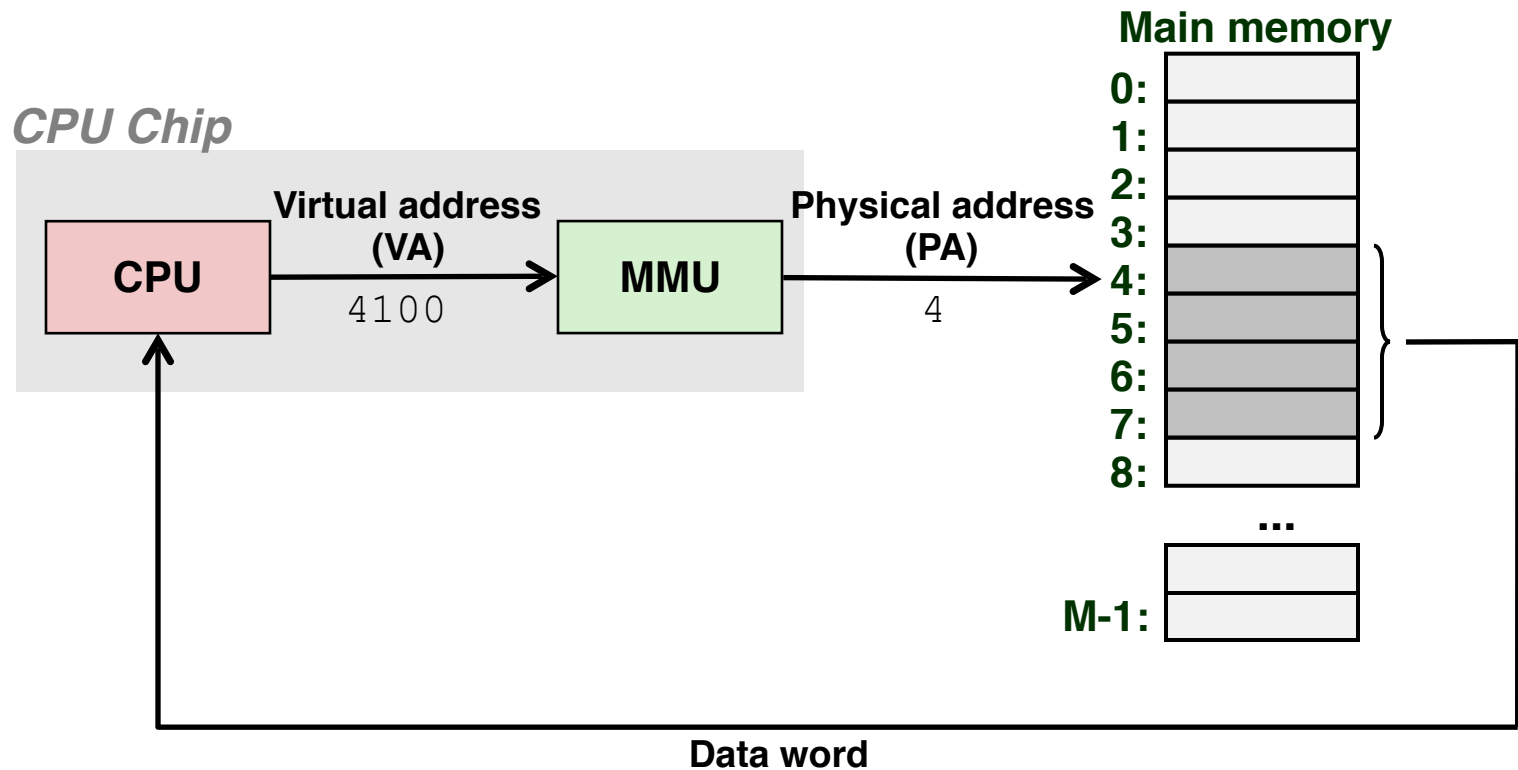 Main memory
CPU Chip
0:
1:
2:
3:
4:
5:
6:
7:
8:
...
M-1:
CPU
Virtual address
(VA)
4100
MMU
Physical address
(PA)
4
Data word